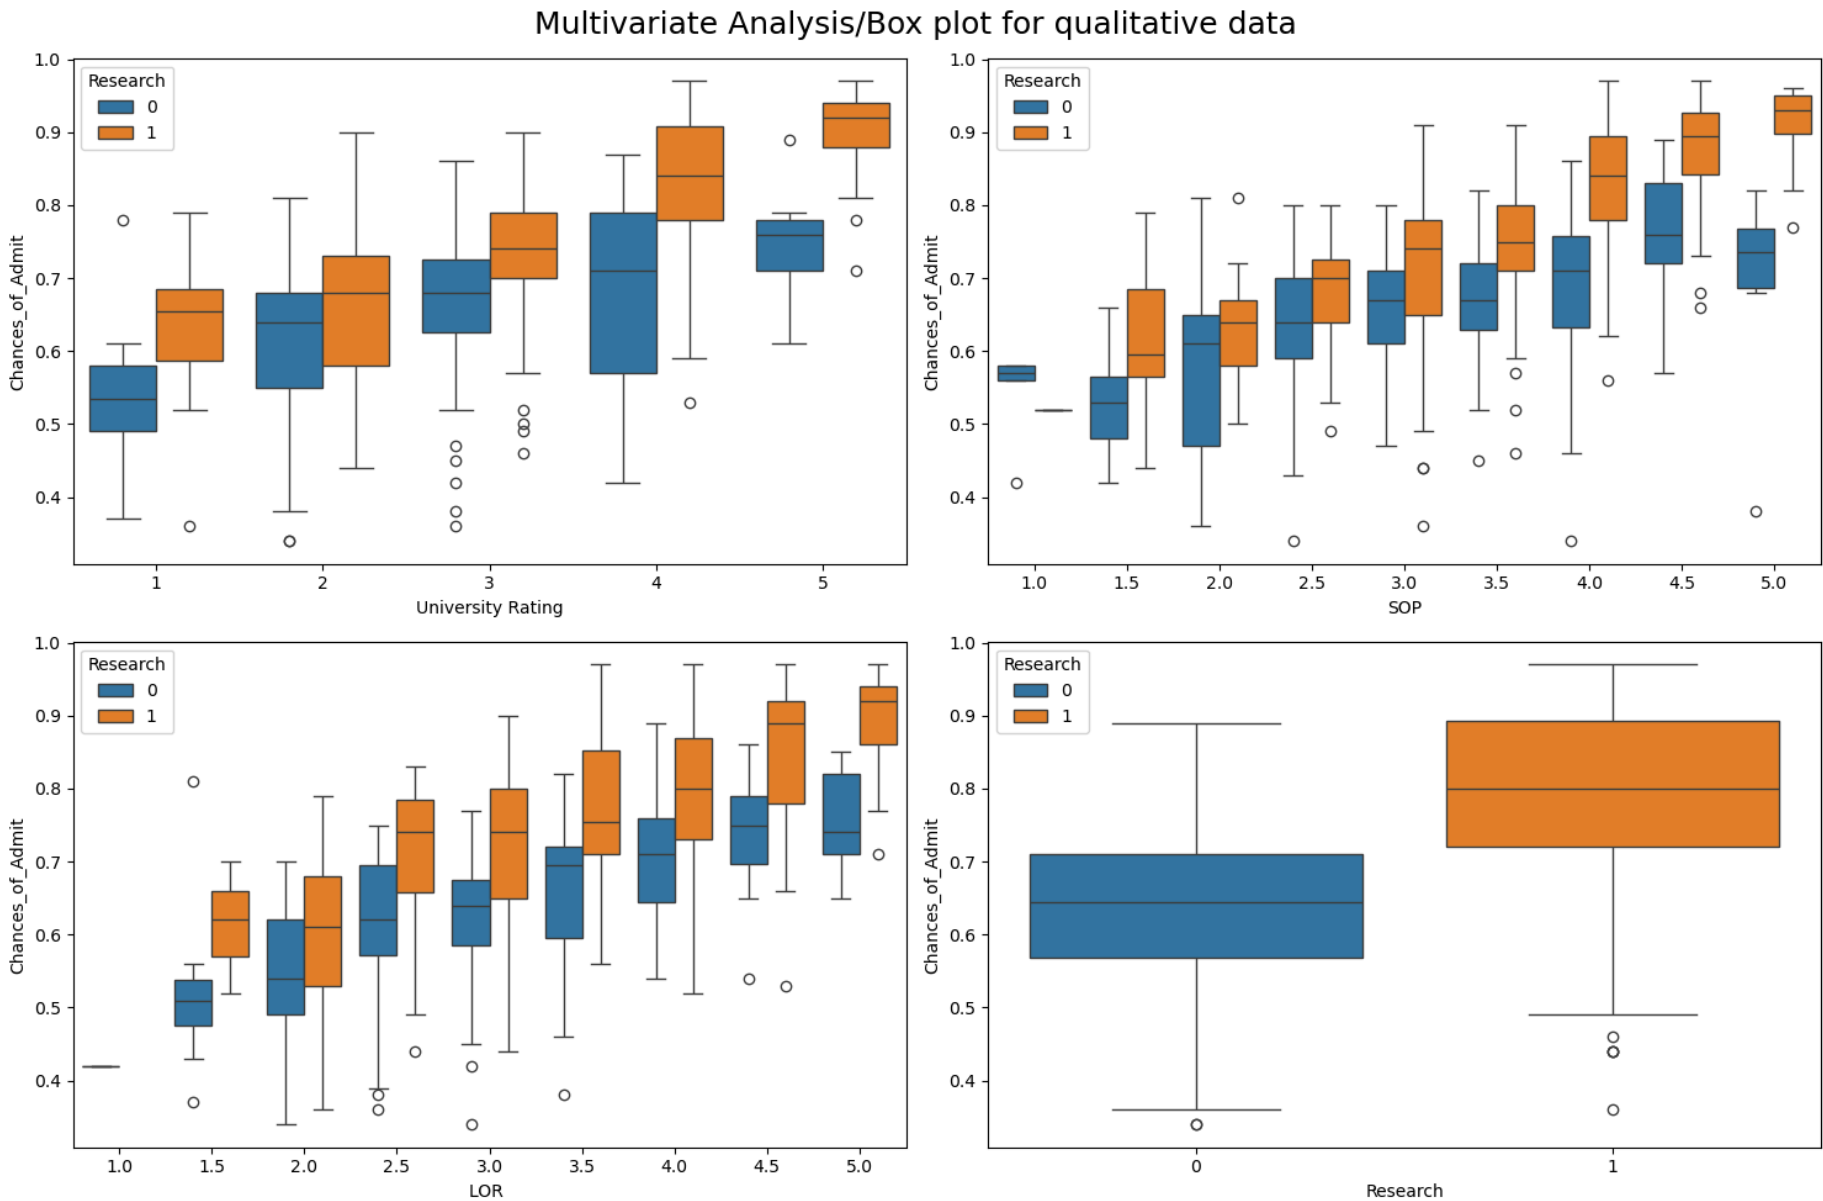 Multivariate Analysis/Box plot for qualitative data
Research
0
1
Chances_of_Admit
1.0
0.9
0.8
0.7
0.6
0.5
0.4
1 2 3 4 5
University Rating
Research
0
1
Chances_of_Admit
1.0
0.9
0.8
0.7
0.6
0.5
0.4
1.0 1.5 2.0 2.5 3.0 3.5 4.0 4.5 5.0
SOP
Research
0
1
Chances_of_Admit
1.0
0.9
0.8
0.7
0.6
0.5
0.4
1.0 1.5 2.0 2.5 3.0 3.5 4.0 4.5 5.0
LOR
Research
0
1
Chances_of_Admit
1.0
0.9
0.8
0.7
0.6
0.5
0.4
0 1
Research